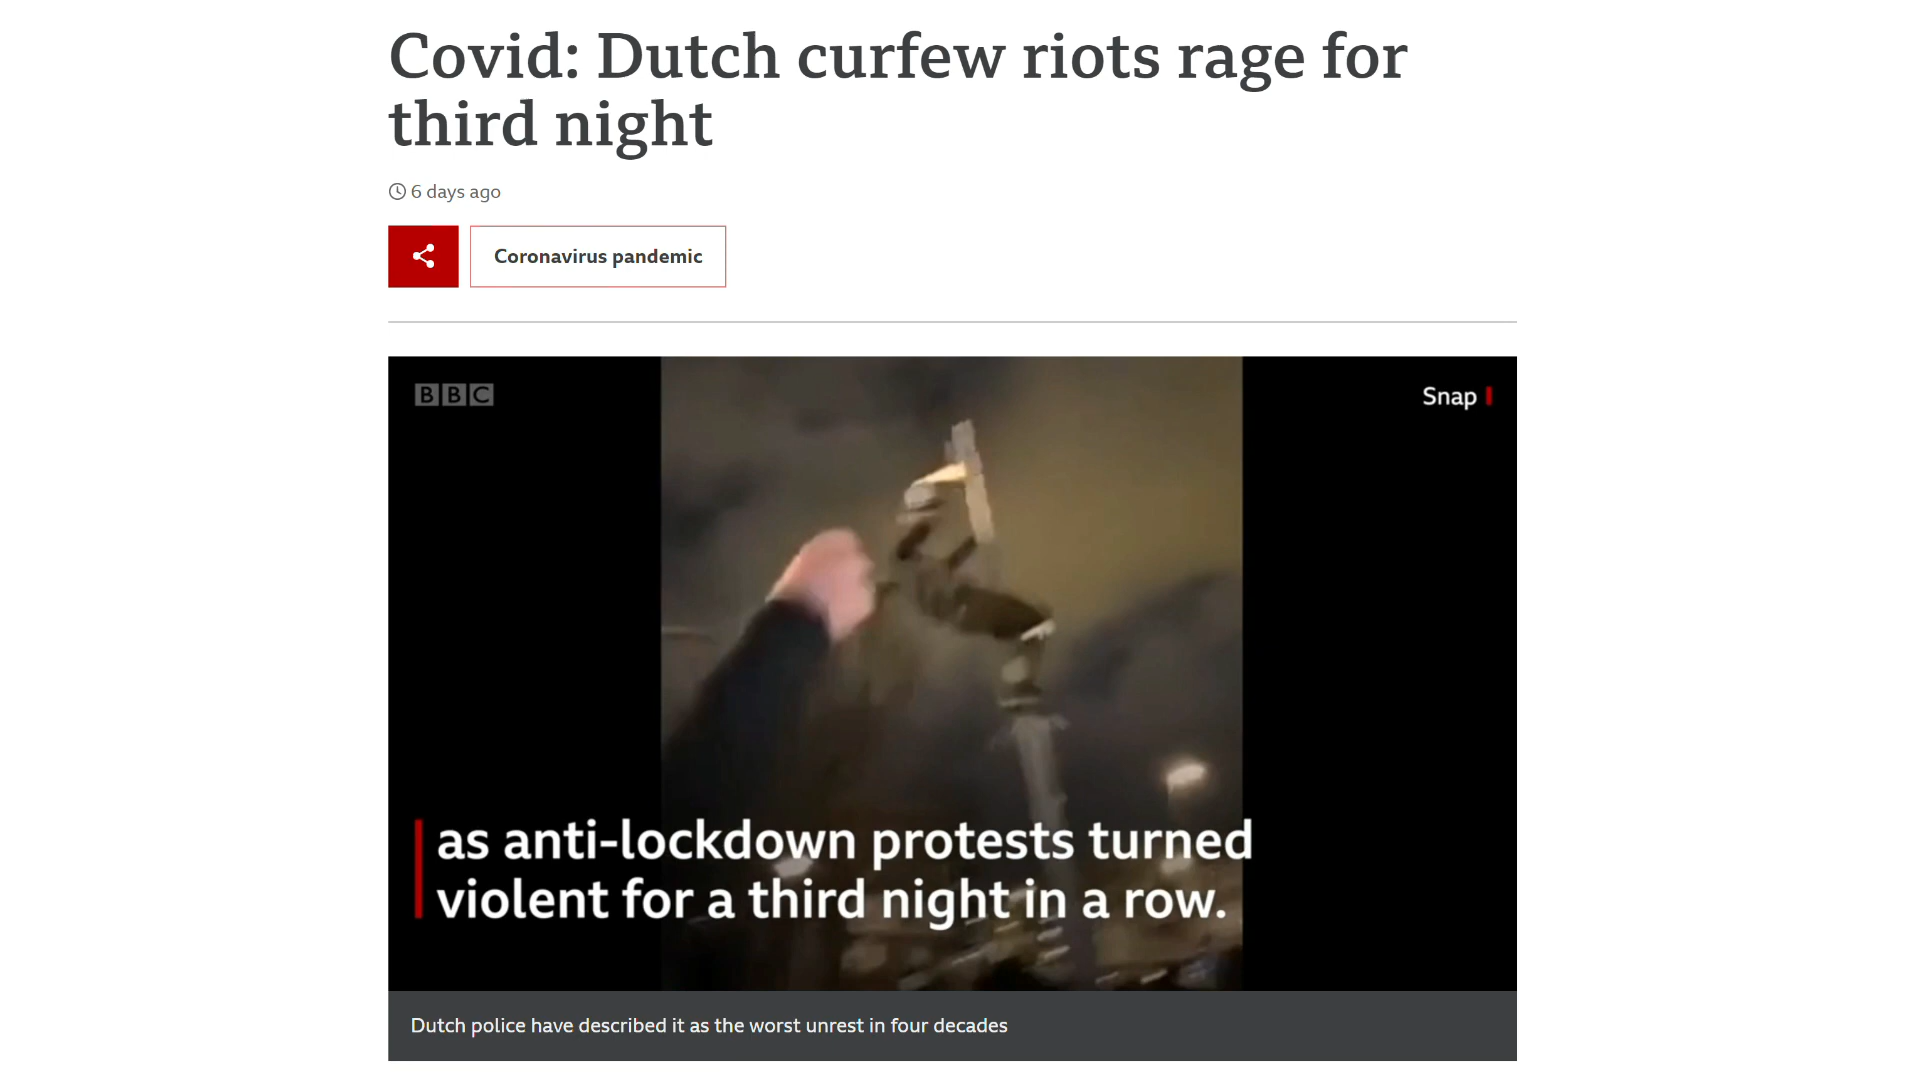 Covid: Dutch curfew riots rage for
third night
6 days ago
Coronavirus pandemic
BBC
Snap
as anti-lockdown protests turned
violent for a third night in a row.
Dutch police have described it as the worst unrest in four decades